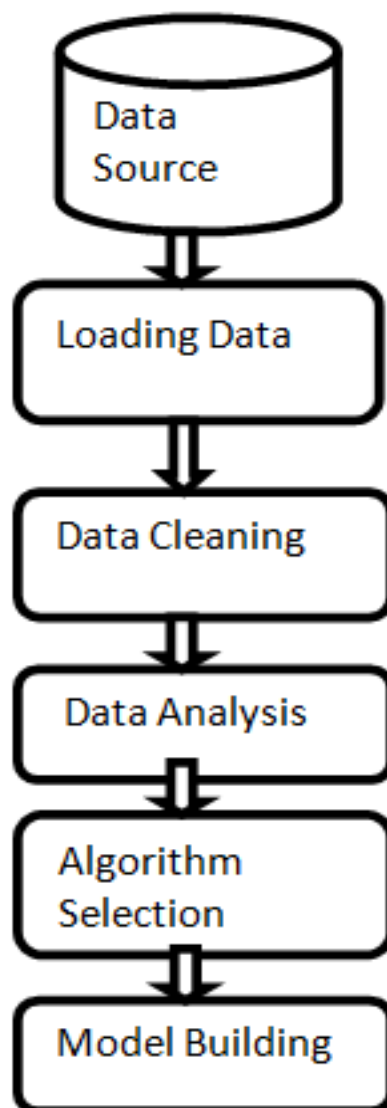 Data
Source
Loading Data
Data Cleaning
Data Analysis
Algorithm
Selection
Model Building